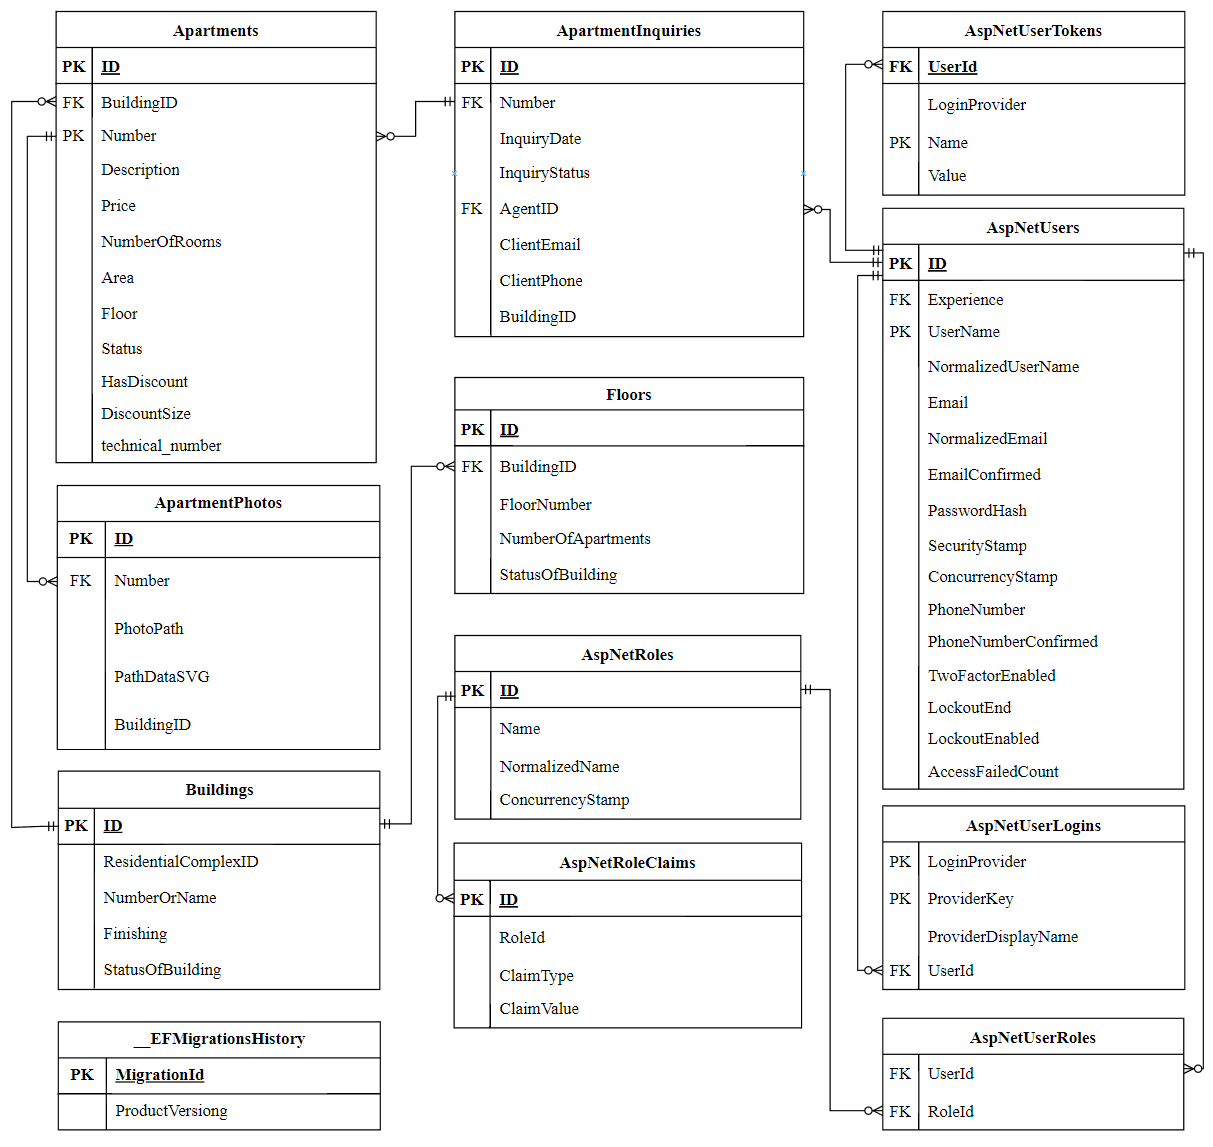 Apartments
PK ID
FK BuildingID
PK Number
Description
Price
NumberOfRooms
Area
Floor
Status
HasDiscount
DiscountSize
technical_number
ApartmentPhotos
PK ID
FK Number
PhotoPath
PathDataSVG
BuildingID
Buildings
PK ID
ResidentialComplexID
NumberOrName
Finishing
StatusOfBuilding
__EFMigrationsHistory
PK MigrationId
ProductVersiong
ApartmentInquiries
PK ID
FK Number
InquiryDate
InquiryStatus
FK AgentID
ClientEmail
ClientPhone
BuildingID
Floors
PK ID
FK BuildingID
FloorNumber
NumberOfApartments
StatusOfBuilding
AspNetRoles
PK ID
Name
NormalizedName
ConcurrencyStamp
AspNetRoleClaims
PK ID
RoleId
ClaimType
ClaimValue
AspNetUserTokens
FK UserId
LoginProvider
PK Name
Value
AspNetUsers
PK ID
FK Experience
PK UserName
NormalizedUserName
Email
NormalizedEmail
EmailConfirmed
PasswordHash
SecurityStamp
ConcurrencyStamp
PhoneNumber
PhoneNumberConfirmed
TwoFactorEnabled
LockoutEnd
LockoutEnabled
AccessFailedCount
AspNetUserLogins
PK LoginProvider
PK ProviderKey
ProviderDisplayName
FK UserId
AspNetUserRoles
FK UserId
FK RoleId